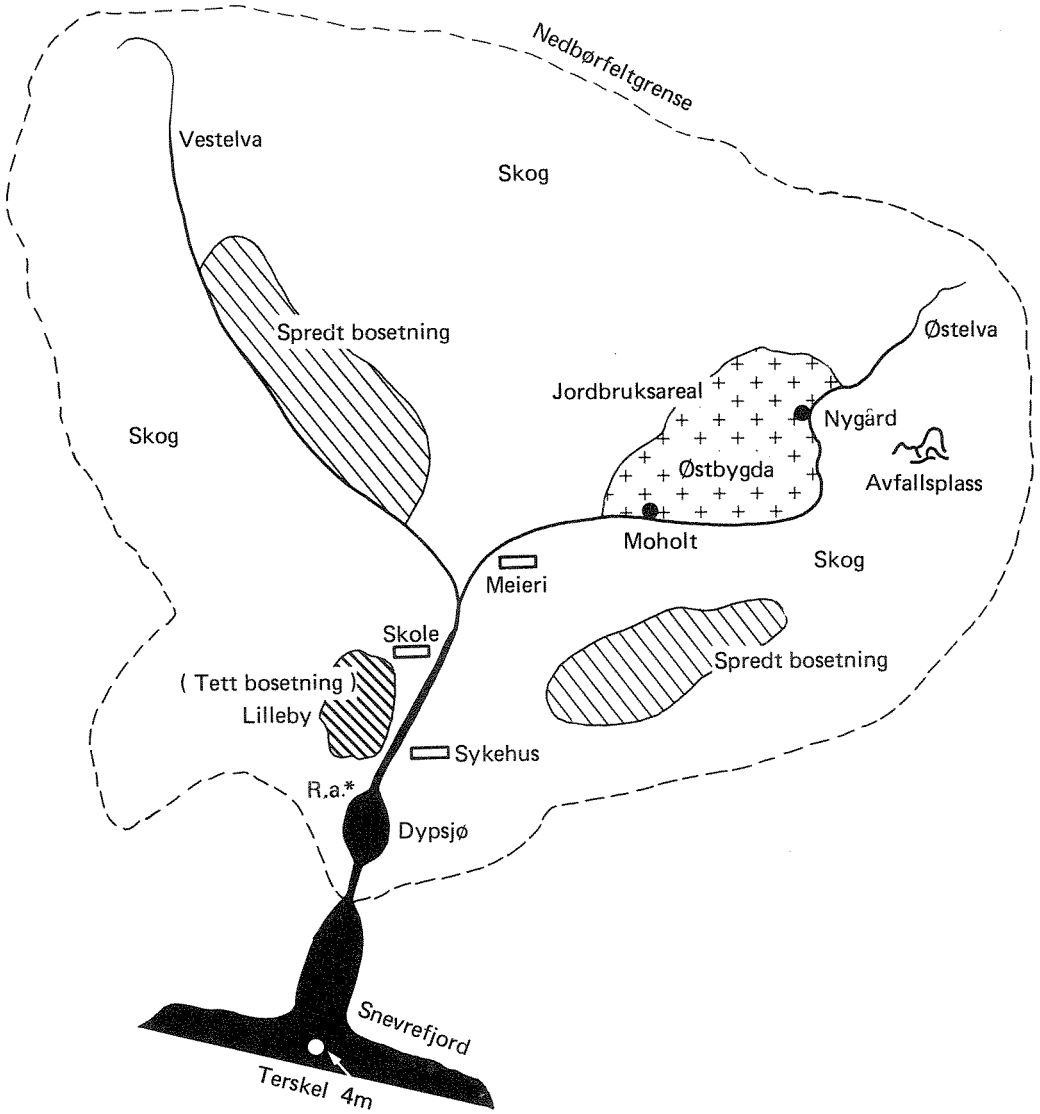 Nedbørfeltgrense
Vestelva
Skog
Spredt bosetning
Østelva
Jordbruksareal
Nygård
Skog
Østbygda
Avfallsplass
Moholt
Skog
Meieri
Skole
Spredt bosetning
( Tett bosetning )
Lilleby
Sykehus
R.a.*
Dypsjø
Snevrefjord
Terskel 4m